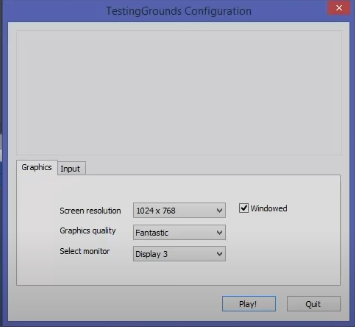 TestingGrounds Configuration
Graphics
Input
Screen resolution
1024 x 768
Windowed
Graphics quality
Fantastic
Select monitor
Display 3
Play!
Quit